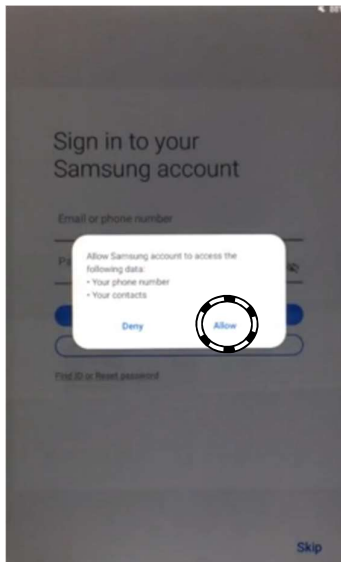 Sign in to your
Samsung account
Email or phone number
Pa
Allow Samsung account to access the
following data:
• Your phone number
• Your contacts
Deny
Allow
Find ID or Reset password
Skip